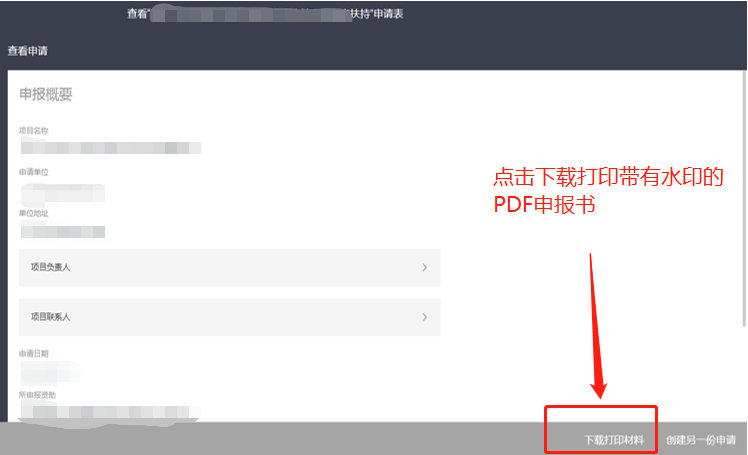 查看"扶持"申请表
查看申请
申报概要
项目名称
申请单位
单位地址
项目负责人
项目联系人
申请日期
所申报资助
点击下载打印带有水印的
PDF申报书
下载打印材料
创建另一份申请